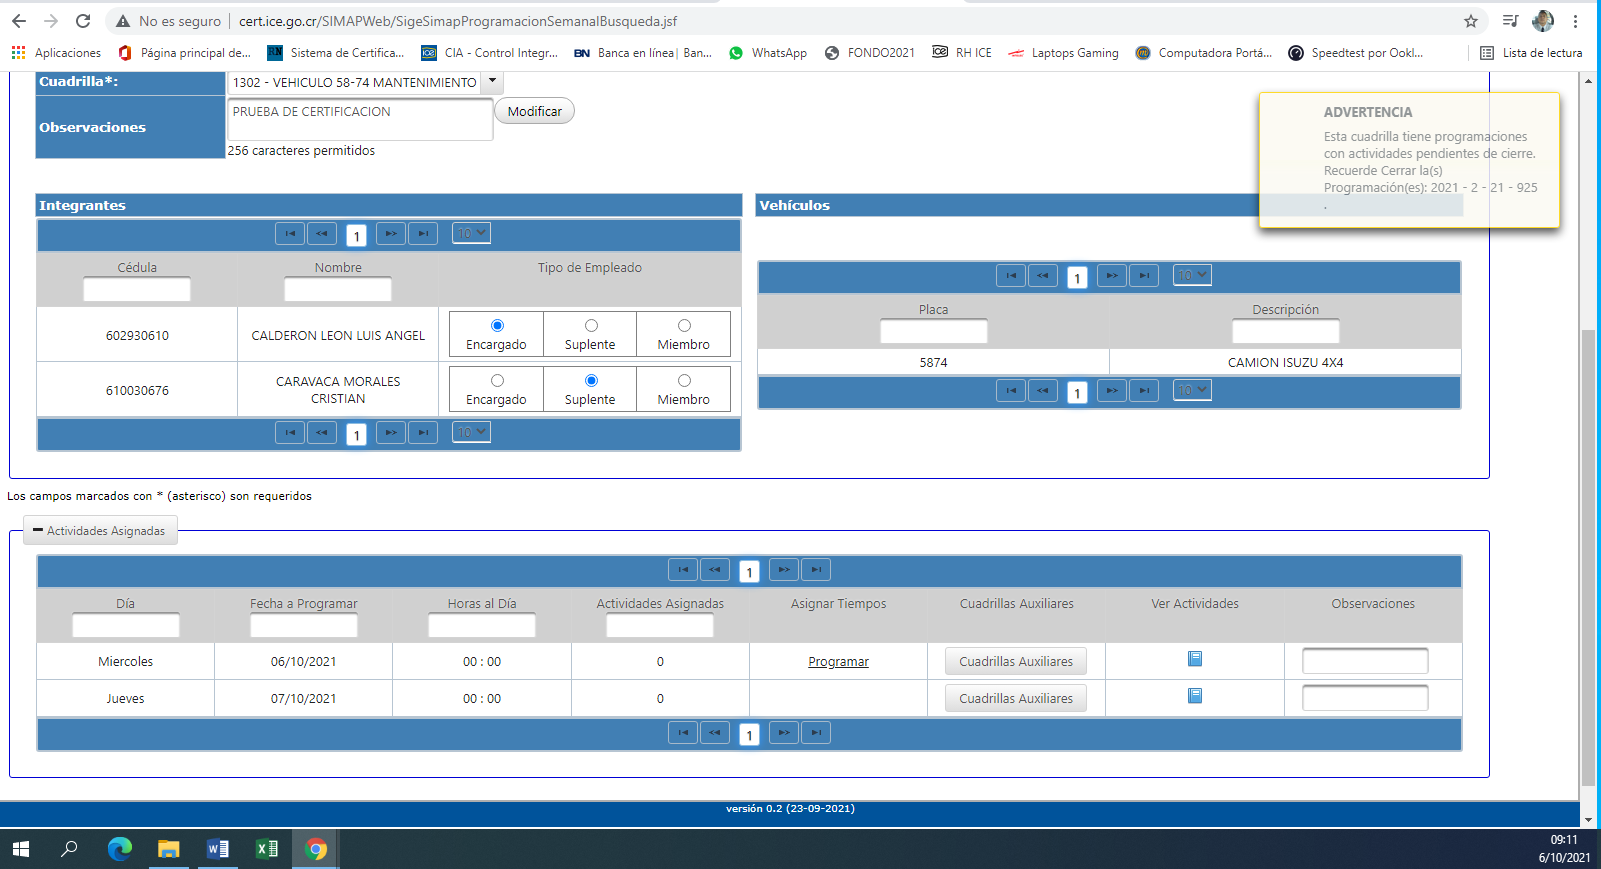 No es seguro | cert.ice.go.cr/SIMAPWeb/SigeSimapProgramacionSemanalBusqueda.jsf
Aplicaciones Página principal de... RN Sistema de Certifica... ice CIA - Control Integr... BN Banca en línea| Ban... WhatsApp FONDO2021 ice RH ICE Laptops Gaming Computadora Portá... Speedtest por Ookl... Lista de lectura
Cuadrilla*: 1302 - VEHICULO 58-74 MANTENIMIENTO
Observaciones PRUEBA DE CERTIFICACION Modificar
256 caracteres permitidos
ADVERTENCIA
Esta cuadrilla tiene programaciones
con actividades pendientes de cierre.
Recuerde Cerrar la(s)
Programación(es): 2021 - 2 - 21 - 925
.
Integrantes
1 10
Cédula Nombre Tipo de Empleado
602930610 CALDERON LEON LUIS ANGEL Encargado Suplente Miembro
610030676 CARAVACA MORALES
CRISTIAN Encargado Suplente Miembro
1 10
Vehículos
1 10
Placa Descripción
5874 CAMION ISUZU 4X4
1 10
Los campos marcados con * (asterisco) son requeridos
Actividades Asignadas
1
Día Fecha a Programar Horas al Día Actividades Asignadas Asignar Tiempos Cuadrillas Auxiliares Ver Actividades Observaciones
Miercoles 06/10/2021 00 : 00 0 Programar Cuadrillas Auxiliares
Jueves 07/10/2021 00 : 00 0 Cuadrillas Auxiliares
1
versión 0.2 (23-09-2021)
09:11
6/10/2021